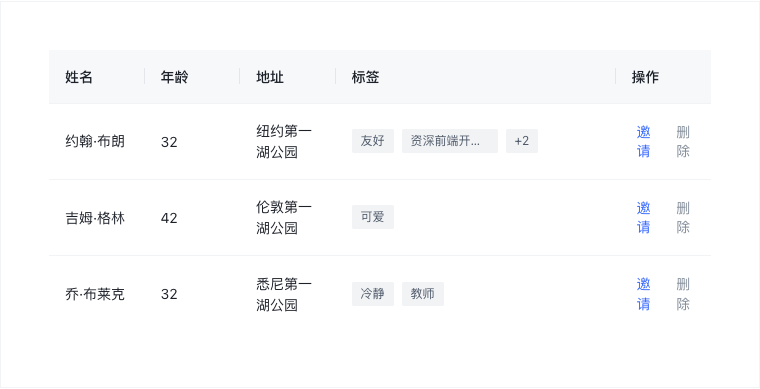 姓名 年龄 地址 标签 操作
约翰·布朗 32 纽约第一 湖公园 友好 资深前端开... +2 邀请 删除
吉姆·格林 42 伦敦第一 湖公园 可爱 邀请 删除
乔·布莱克 32 悉尼第一 湖公园 冷静 教师 邀请 删除